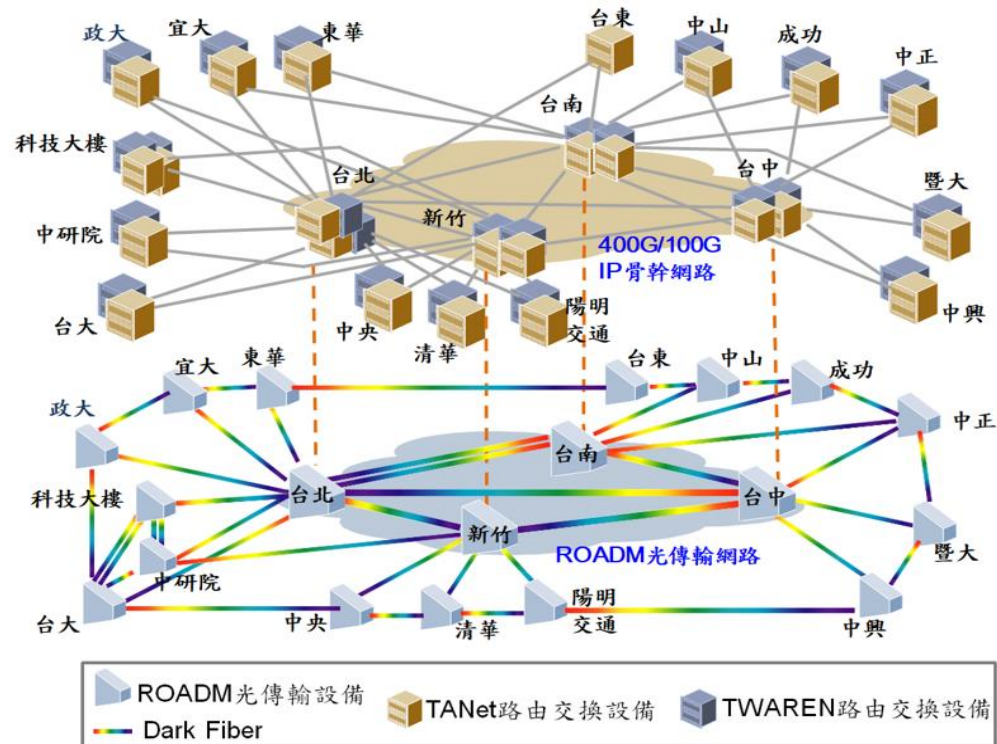 政大
宜大
東華
台東
中山
成功
中正
台南
科技大樓
台北
台中
暨大
新竹
中研院
400G/100G
IP骨幹網路
台大
中央
清華
陽明
交通
中興
宜大
東華
台東
中山
成功
政大
中正
台南
科技大樓
台北
台中
新竹
ROADM光傳輸網路
暨大
中研院
台大
中央
清華
陽明
交通
中興
ROADM光傳輸設備
TANet路由交換設備
TWAREN路由交換設備
Dark Fiber